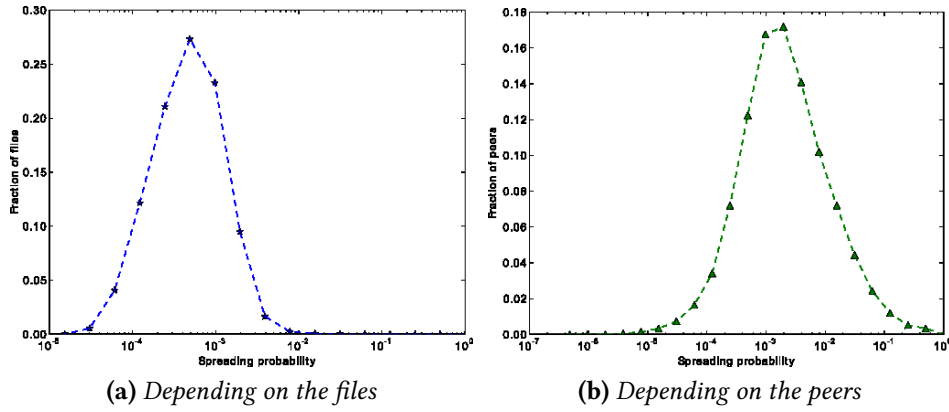 0.30
0.25
0.20
0.15
0.10
0.05
0.00
Fraction of files
10^-5 10^-4 10^-3 10^-2 10^-1 10^0
Spreading probability
(a) Depending on the files
0.18
0.16
0.14
0.12
0.10
0.08
0.06
0.04
0.02
0.00
Fraction of peers
10^-7 10^-6 10^-5 10^-4 10^-3 10^-2 10^-1 10^0
Spreading probability
(b) Depending on the peers